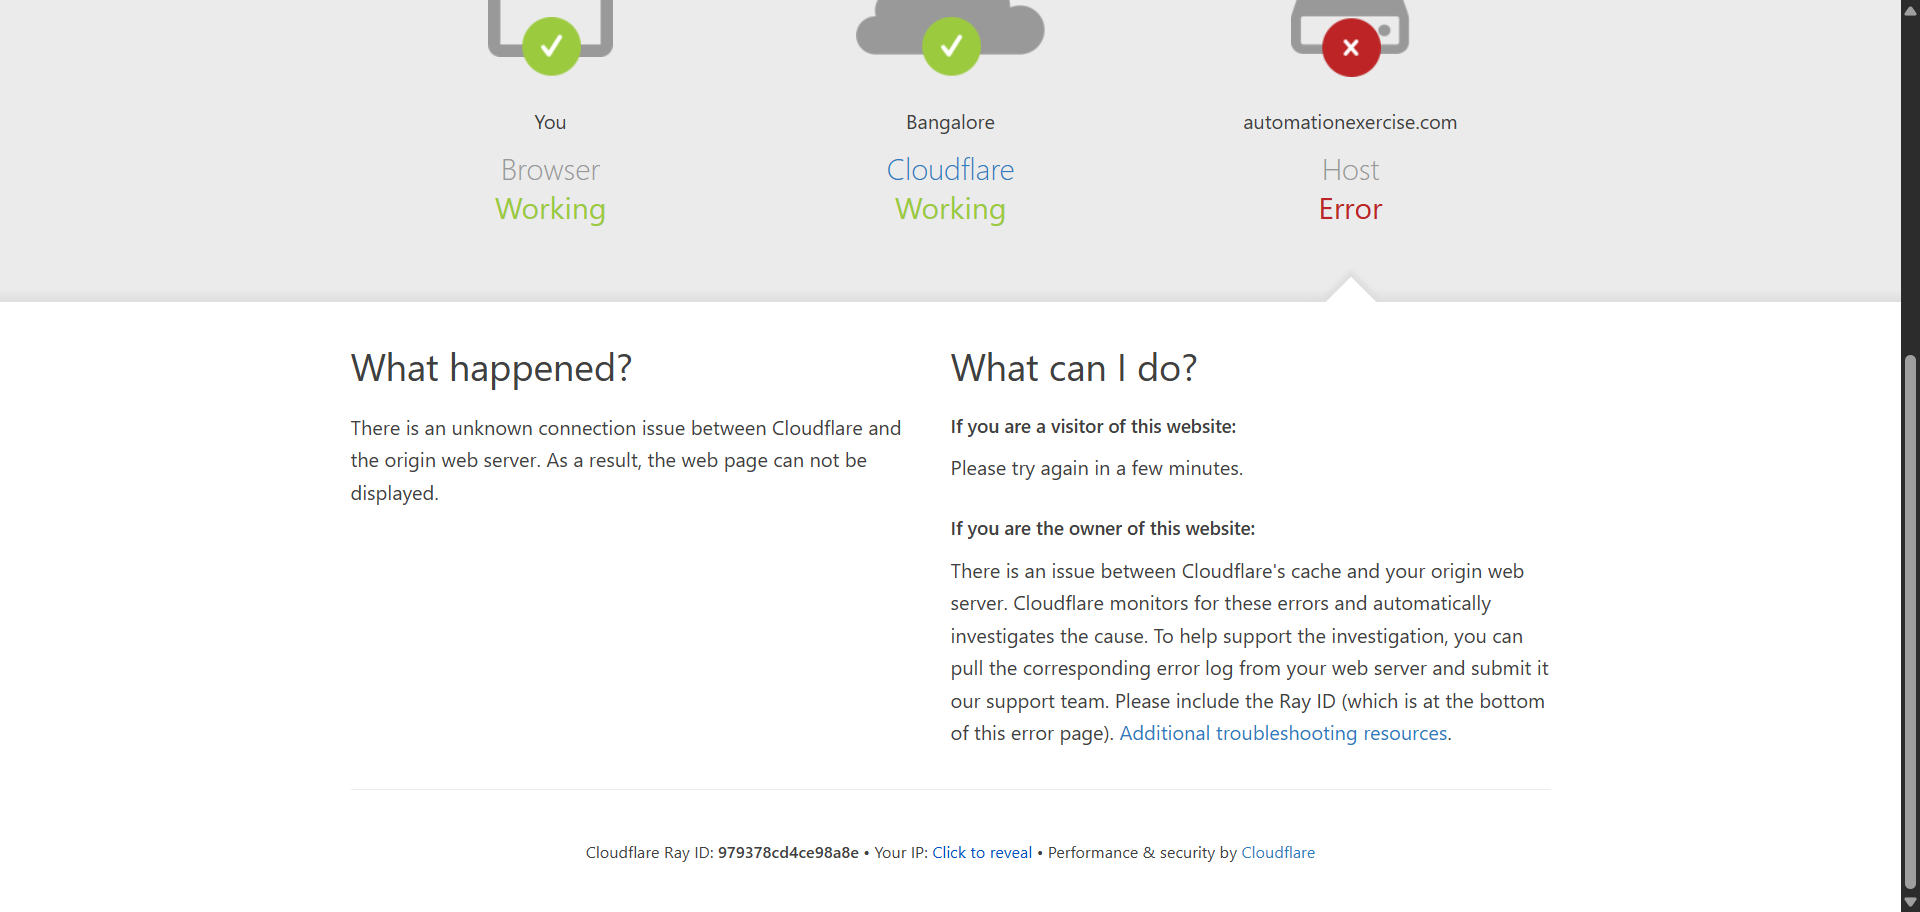 You
Browser
Working
Bangalore
Cloudflare
Working
automationexercise.com
Host
Error
What happened?
There is an unknown connection issue between Cloudflare and
the origin web server. As a result, the web page can not be
displayed.
What can I do?
If you are a visitor of this website:
Please try again in a few minutes.
If you are the owner of this website:
There is an issue between Cloudflare's cache and your origin web
server. Cloudflare monitors for these errors and automatically
investigates the cause. To help support the investigation, you can
pull the corresponding error log from your web server and submit it
our support team. Please include the Ray ID (which is at the bottom
of this error page). Additional troubleshooting resources.
Cloudflare Ray ID: 979378cd4ce98a8e • Your IP: Click to reveal • Performance & security by Cloudflare